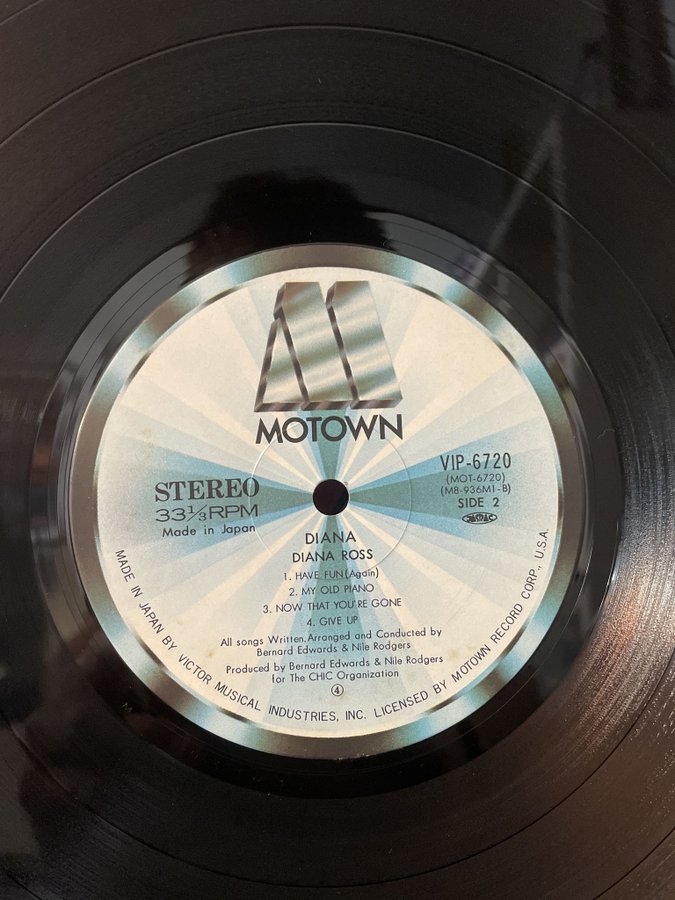 MOTOWN
STEREO
33⅓RPM
Made in Japan
VIP-6720
(MOT-6720)
(M8-936M1-B)
SIDE 2
JASRAC
DIANA
DIANA ROSS
1. HAVE FUN(Again)
2. MY OLD PIANO
3. NOW THAT YOU'RE GONE
4. GIVE UP
All songs Written,Arranged and Conducted by
Bernard Edwards & Nile Rodgers
Produced by Bernard Edwards & Nile Rodgers
for The CHIC Organization
④
MADE IN JAPAN BY VICTOR MUSICAL INDUSTRIES, INC. LICENSED BY MOTOWN RECORD CORP., U.S.A.